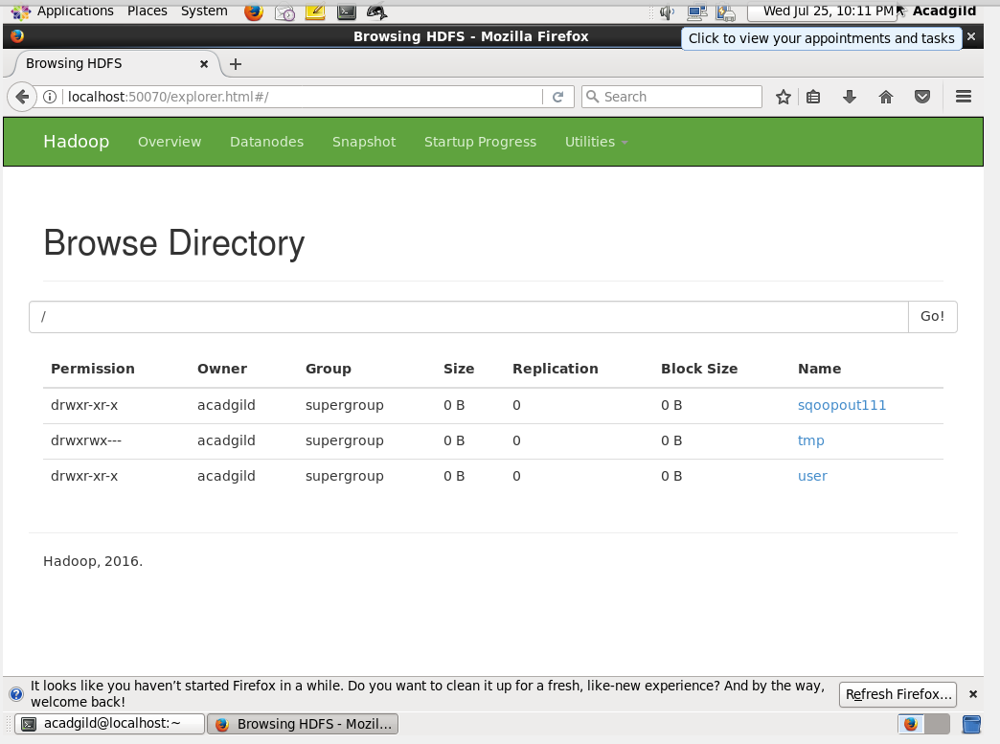 Applications Places System Wed Jul 25, 10:11 PM Acadgild
Browsing HDFS - Mozilla Firefox
Click to view your appointments and tasks
Browsing HDFS
localhost:50070/explorer.html#/ Search
Hadoop Overview Datanodes Snapshot Startup Progress Utilities
Browse Directory
/ Go!
Permission Owner Group Size Replication Block Size Name
drwxr-xr-x acadgild supergroup 0 B 0 0 B sqoopout111
drwxrwx--- acadgild supergroup 0 B 0 0 B tmp
drwxr-xr-x acadgild supergroup 0 B 0 0 B user
Hadoop, 2016.
It looks like you haven’t started Firefox in a while. Do you want to clean it up for a fresh, like-new experience? And by the way,
welcome back!
Refresh Firefox...
acadgild@localhost:~ Browsing HDFS - Mozil...